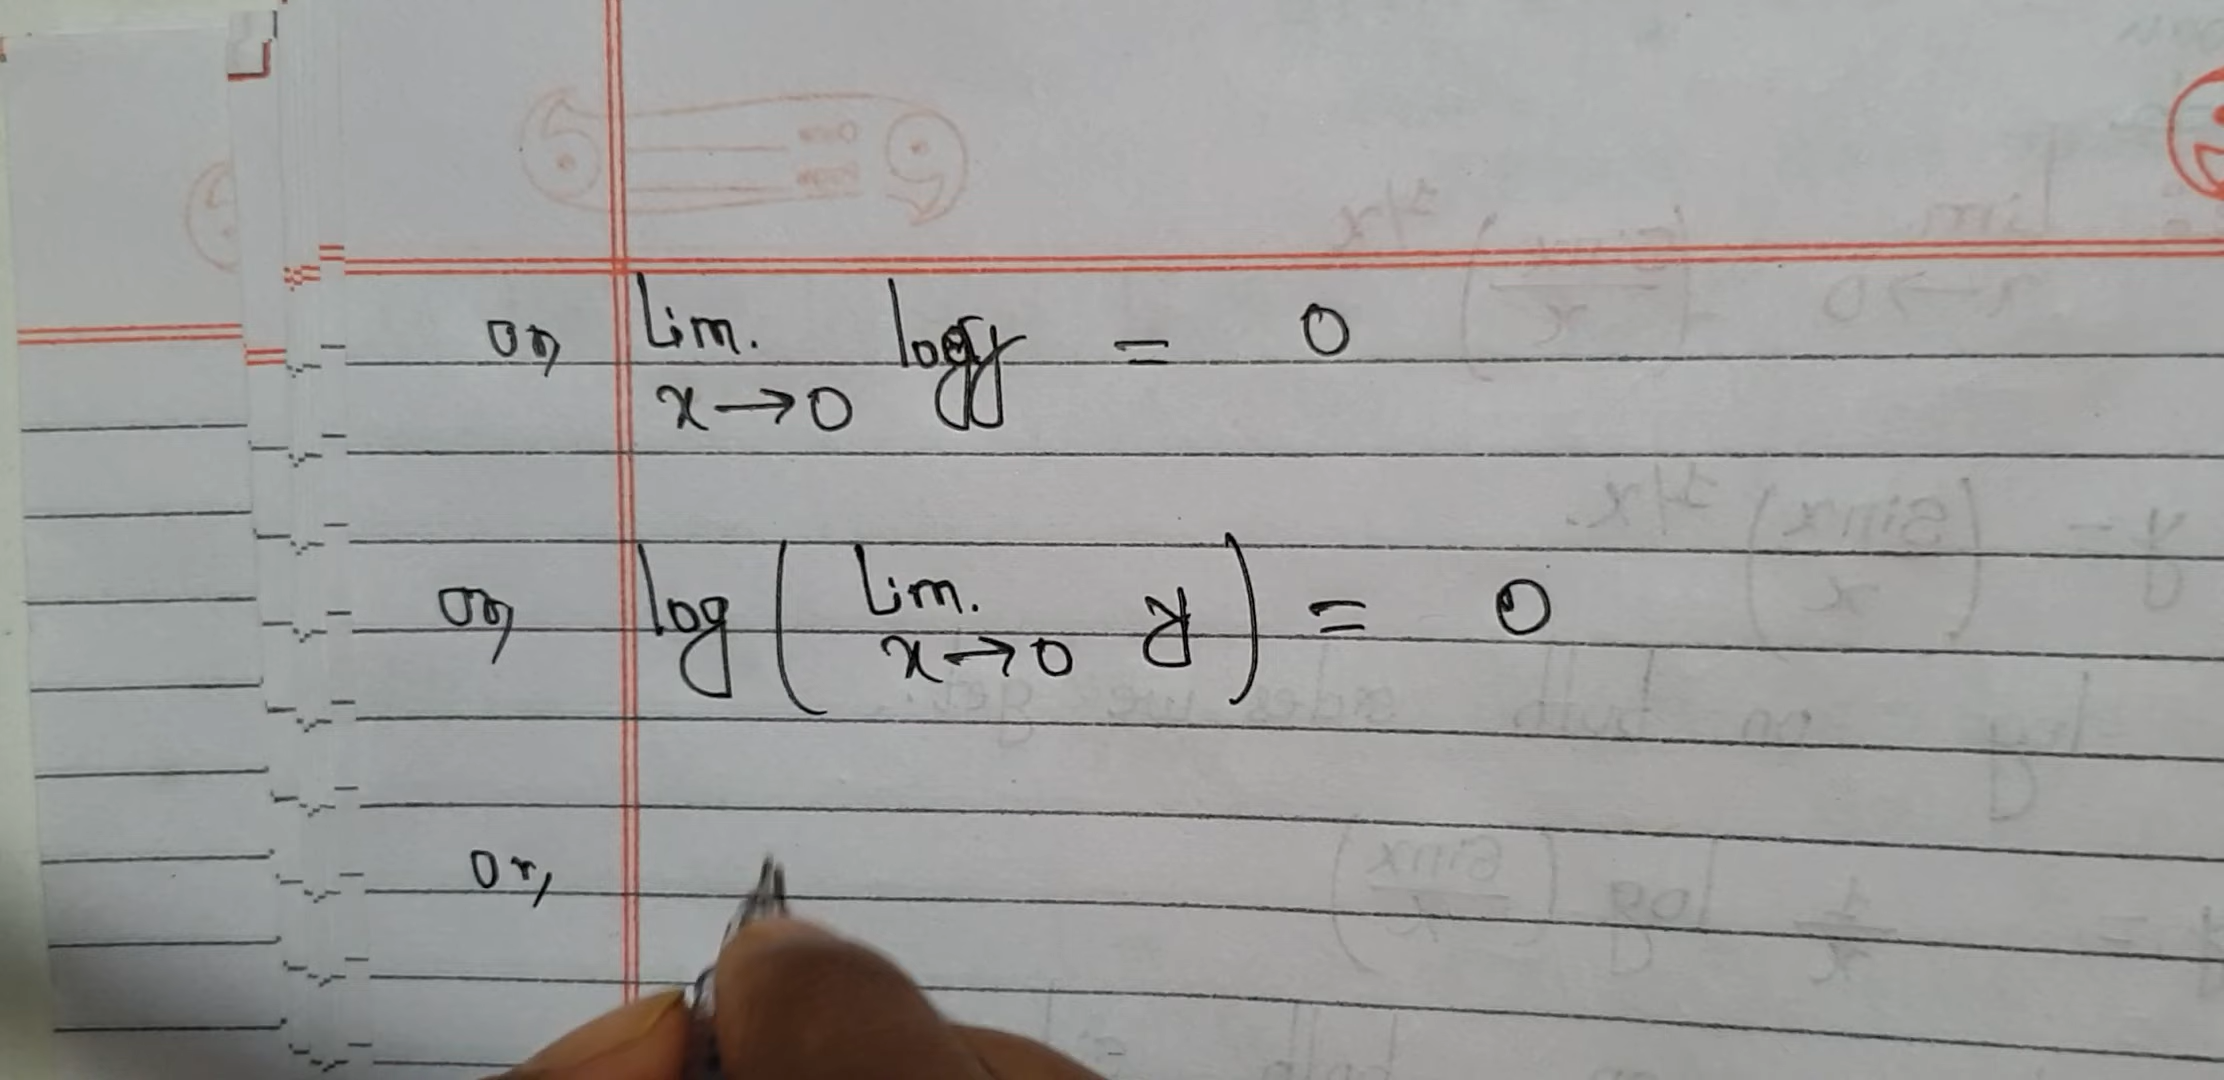 or, lim. log y = 0
x→0
or, log ( lim. y ) = 0
x→0
or,